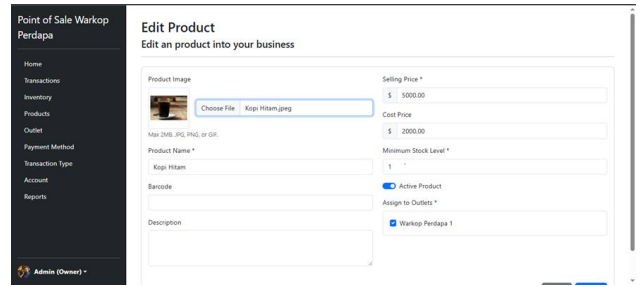 Point of Sale Warkop
Perdapa
Home
Transactions
Inventory
Products
Outlet
Payment Method
Transaction Type
Account
Reports
Admin (Owner)
Edit Product
Edit an product into your business
Product Image
Choose File Kopi Hitam.jpeg
Max 2MB. JPG, PNG, or GIF.
Product Name *
Kopi Hitam
Barcode
Description
Selling Price *
$ 5000.00
Cost Price
$ 2000.00
Minimum Stock Level *
1
Active Product
Assign to Outlets *
Warkop Perdapa 1